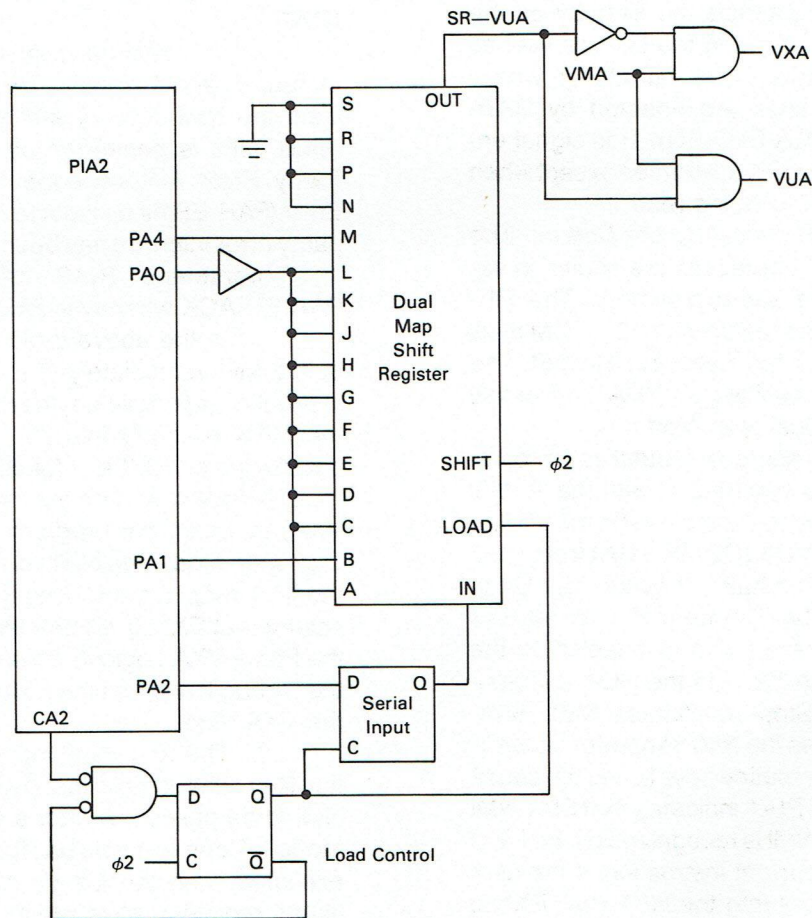 SR—VUA
VXA
VMA
OUT
VUA
PIA2
S
R
P
N
PA4
M
PA0
L
K
J
H
G
F
E
D
C
B
A
Dual
Map
Shift
Register
SHIFT
ϕ2
LOAD
PA1
IN
PA2
D
Q
Serial
Input
C
CA2
D
Q
ϕ2
C
Q̅
Load Control